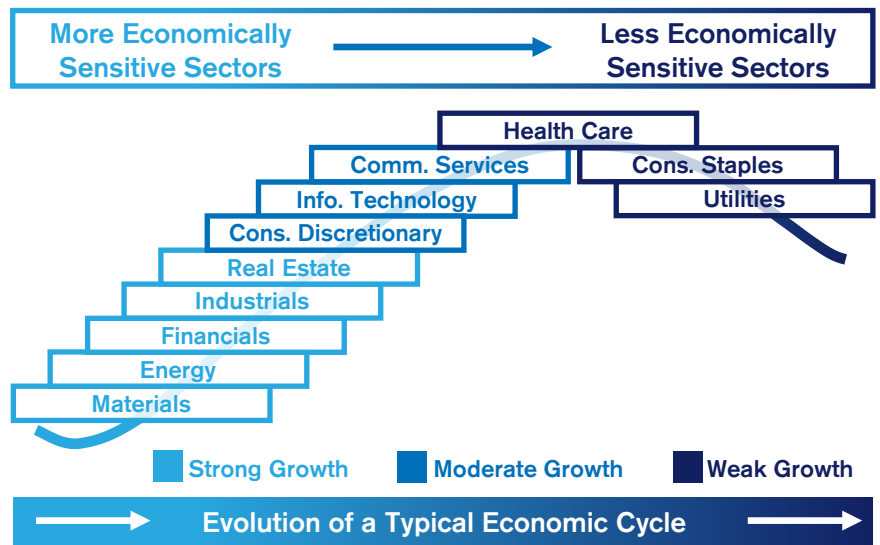 More Economically
Sensitive Sectors
Less Economically
Sensitive Sectors
Health Care
Comm. Services
Cons. Staples
Info. Technology
Utilities
Cons. Discretionary
Real Estate
Industrials
Financials
Energy
Materials
Strong Growth
Moderate Growth
Weak Growth
Evolution of a Typical Economic Cycle